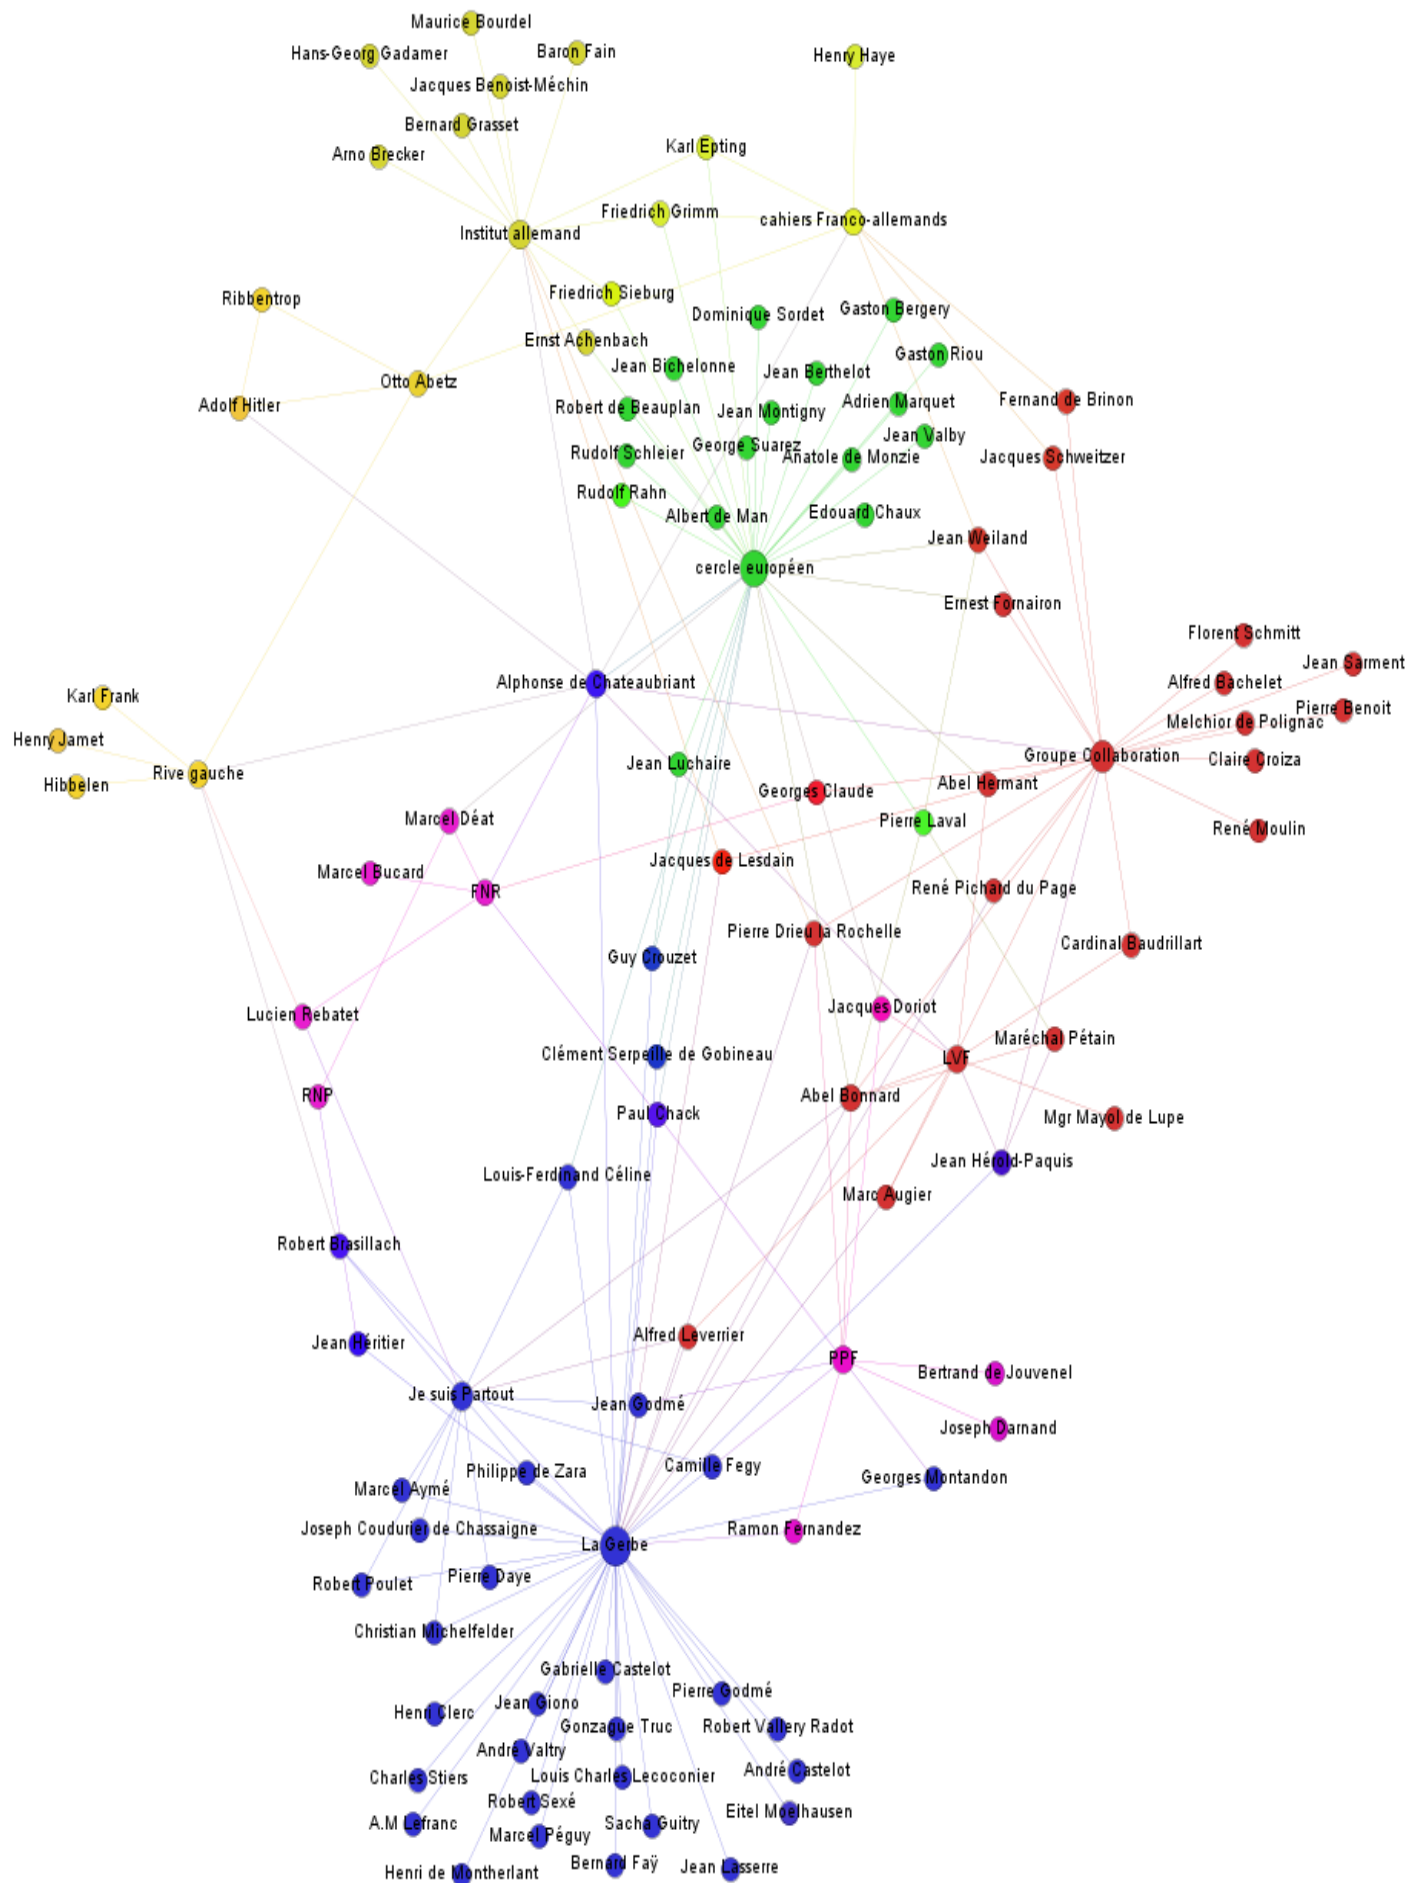 Maurice Bourdel
Hans-Georg Gadamer
Baron Fain
Henry Haye
Jacques Benoist-Méchin
Bernard Grasset
Arno Brecker
Karl Epting
Friedrich Grimm
cahiers Franco-allemands
Institut allemand
Ribbentrop
Friedrich Sieburg
Dominique Sordet
Gaston Bergery
Ernst Achenbach
Gaston Riou
Jean Bichelonne
Jean Berthelot
Otto Abetz
Adolf Hitler
Robert de Beauplan
Jean Montigny
Adrien Marquet
Fernand de Brinon
Jean Valby
George Suarez
Rudolf Schleier
Anatole de Monzie
Jacques Schweitzer
Rudolf Rahn
Albert de Man
Edouard Chaux
Jean Weiland
cercle européen
Ernest Fornairon
Florent Schmitt
Jean Sarment
Alphonse de Chateaubriant
Alfred Bachelet
Karl Frank
Pierre Benoit
Melchior de Polignac
Henry Jamet
Groupe Collaboration
Claire Croiza
Rive gauche
Jean Luchaire
Hibbelen
Georges Claude
Abel Hermant
Marcel Déat
Pierre Laval
René Moulin
Marcel Bucard
Jacques de Lesdain
FNR
René Pichard du Page
Pierre Drieu la Rochelle
Cardinal Baudrillart
Guy Crouzet
Lucien Rebatet
Jacques Doriot
Maréchal Pétain
Clément Serpeille de Gobineau
LVF
RNP
Abel Bonnard
Paul Chack
Mgr Mayol de Lupe
Louis-Ferdinand Céline
Jean Hérold-Paquis
Marc Augier
Robert Brasillach
Jean Héritier
Alfred Leverrier
PPF
Bertrand de Jouvenel
Je suis Partout
Jean Godmé
Joseph Darnand
Philippe de Zara
Camille Fegy
Georges Montandon
Marcel Aymé
Joseph Coudurier de Chassaigne
Ramon Fernandez
La Gerbe
Robert Poulet
Pierre Daye
Christian Michelfelder
Gabrielle Castelot
Pierre Godmé
Henri Clerc
Jean Giono
Gonzague Truc
Robert Vallery Radot
André Valtry
Charles Stiers
Louis Charles Lecoconier
André Castelot
Robert Sexé
Eitel Moelhausen
A.M Lefranc
Marcel Péguy
Sacha Guitry
Henri de Montherlant
Bernard Faÿ
Jean Lasserre